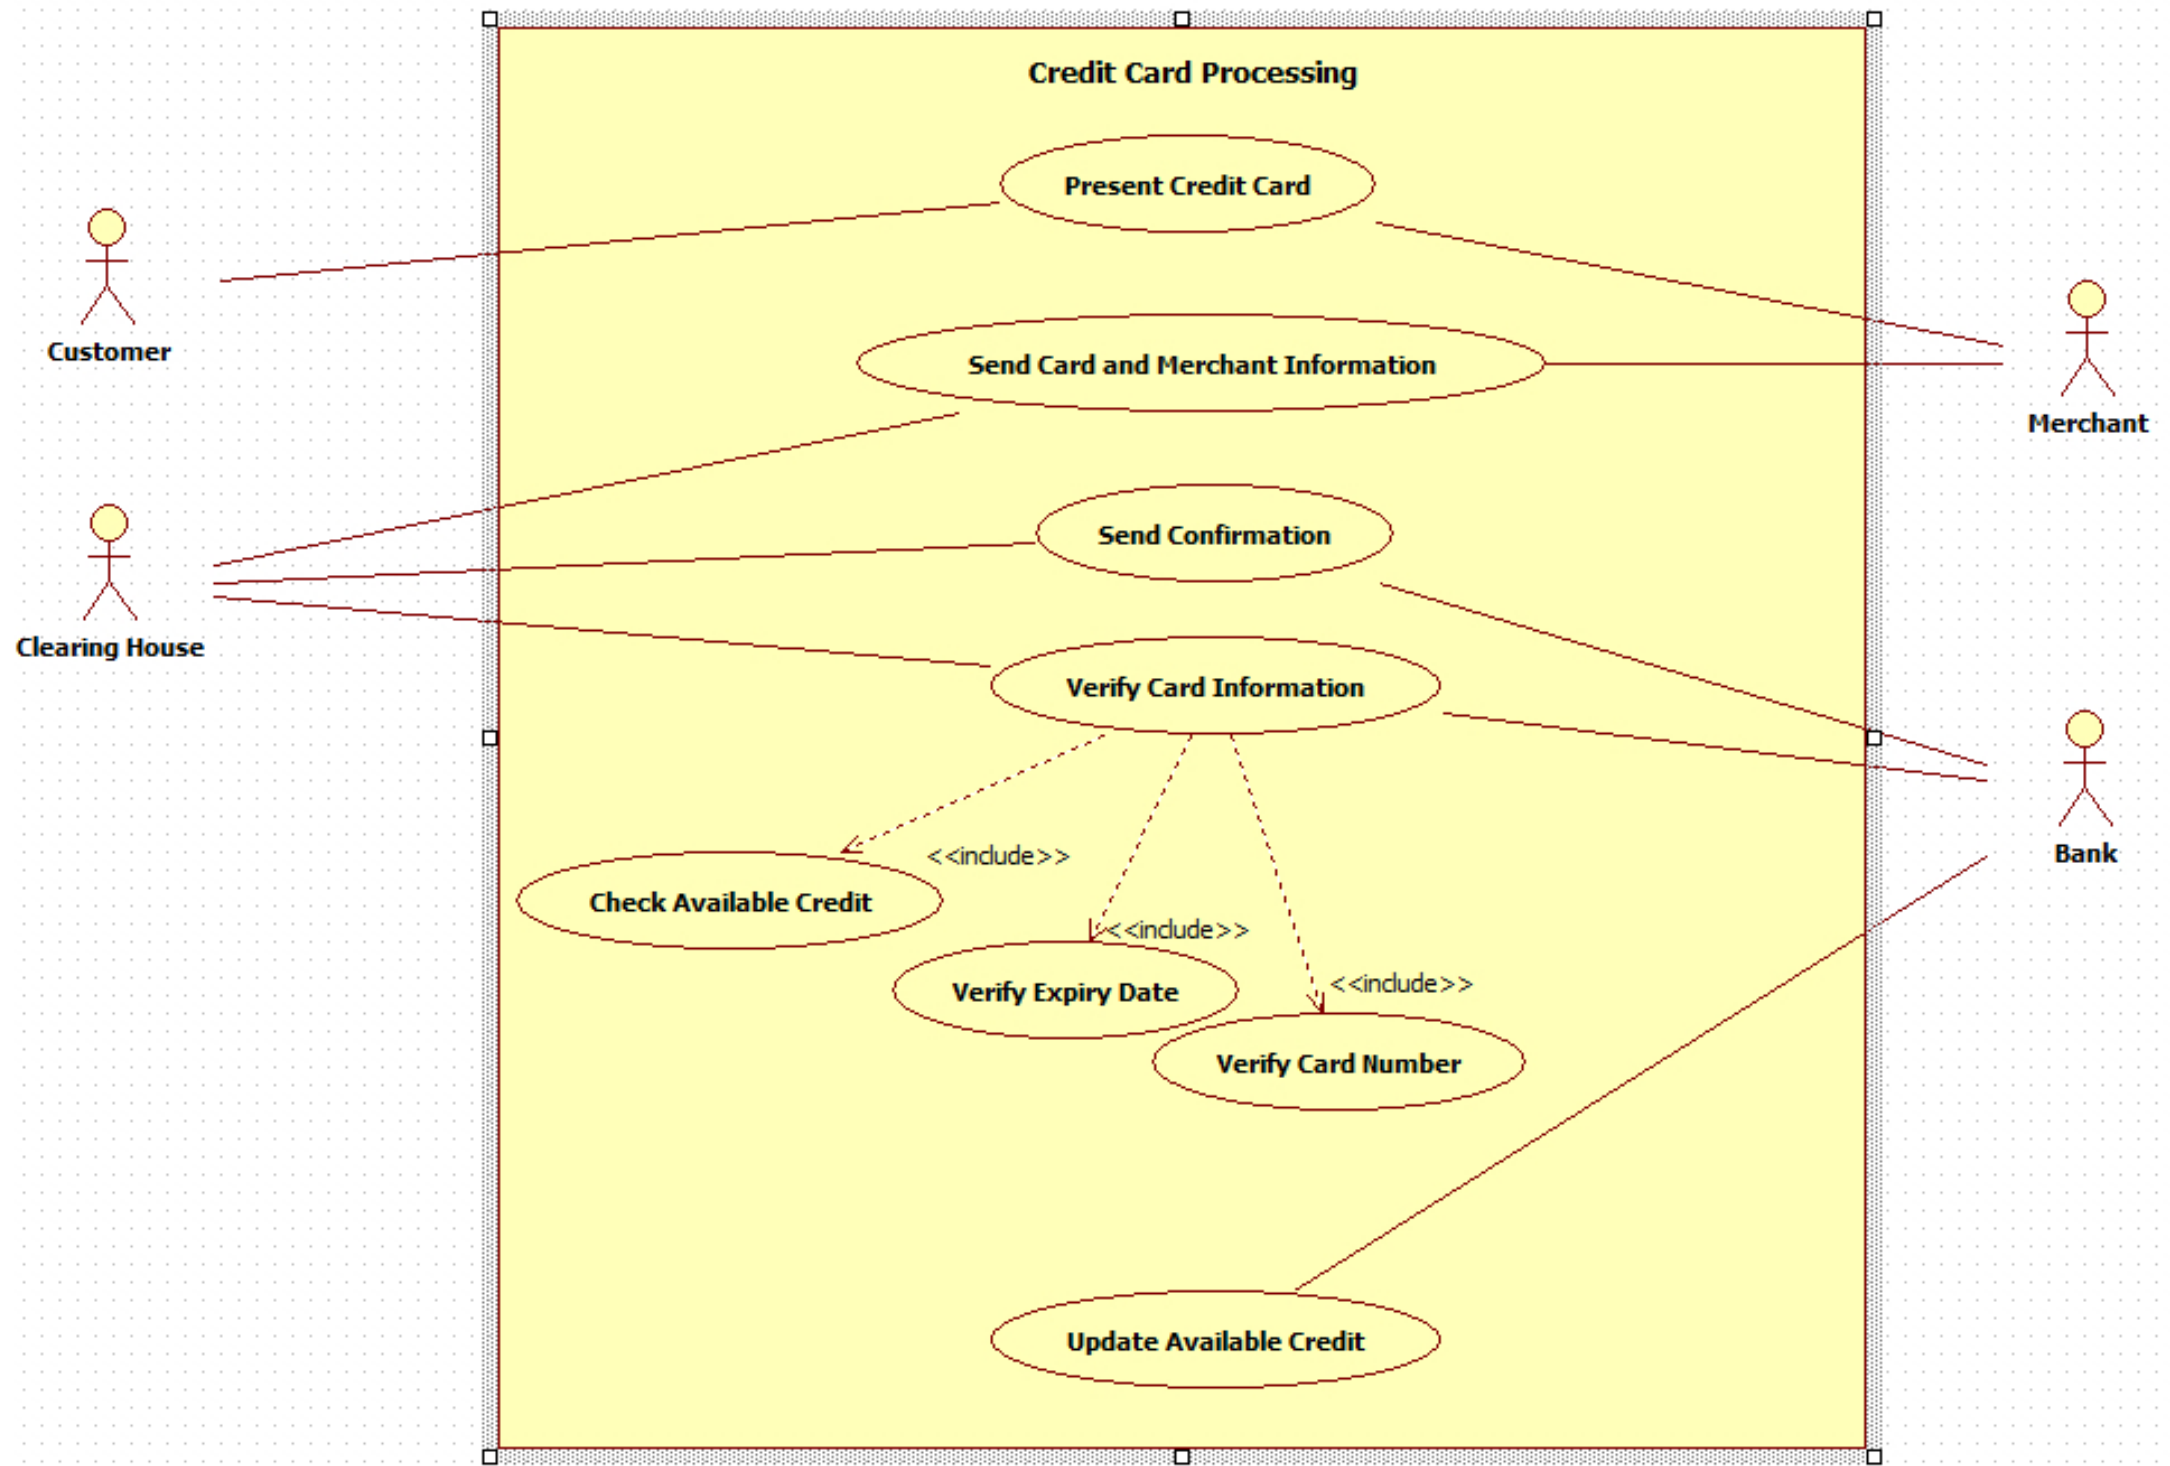 Credit Card Processing
Present Credit Card
Customer
Send Card and Merchant Information
Merchant
Send Confirmation
Clearing House
Verify Card Information
<<include>>
Bank
Check Available Credit
<<include>>
Verify Expiry Date
<<include>>
Verify Card Number
Update Available Credit